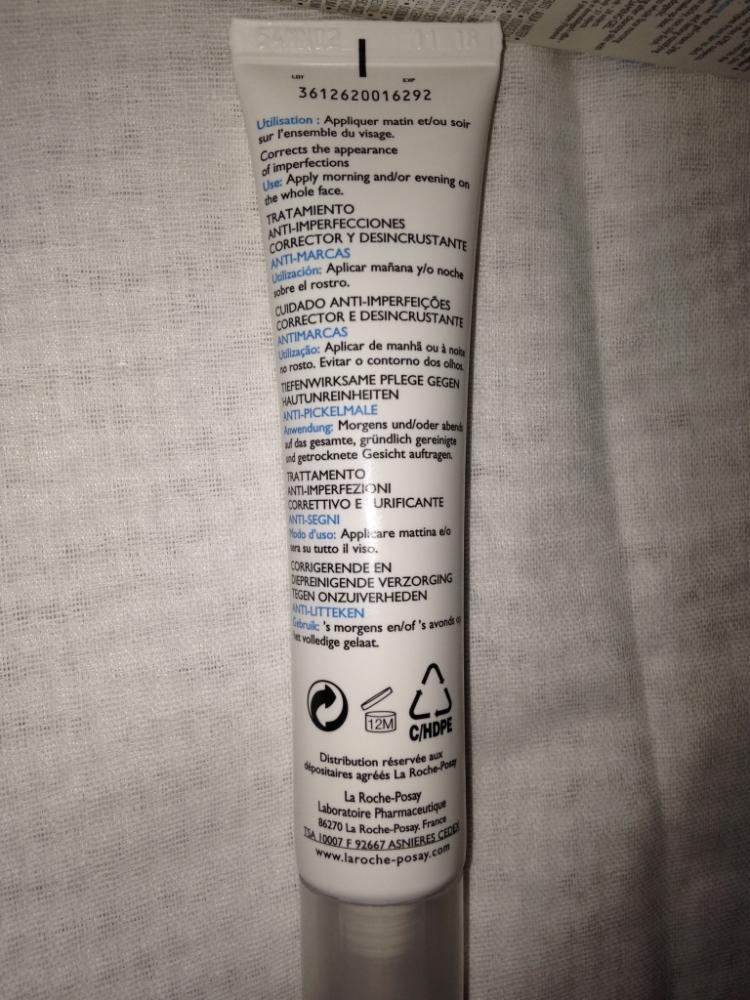 54NN02 11 18
LOT EXP
3612620016292
Utilisation : Appliquer matin et/ou soir
sur l'ensemble du visage.
Corrects the appearance
of imperfections
Use: Apply morning and/or evening on
the whole face.
TRATAMIENTO
ANTI-IMPERFECCIONES
CORRECTOR Y DESINCRUSTANTE
ANTI-MARCAS
Utilización: Aplicar mañana y/o noche
sobre el rostro.
CUIDADO ANTI-IMPERFEIÇÕES
CORRECTOR E DESINCRUSTANTE
ANTIMARCAS
Utilização: Aplicar de manhã ou à noite
no rosto. Evitar o contorno dos olhos.
TIEFENWIRKSAME PFLEGE GEGEN
HAUTUNREINHEITEN
ANTI-PICKELMALE
Anwendung: Morgens und/oder abends
auf das gesamte, gründlich gereinigte
und getrocknete Gesicht auftragen.
TRATTAMENTO
ANTI-IMPERFEZIONI
CORRETTIVO E URIFICANTE
ANTI-SEGNI
Modo d'uso: Applicare mattina e/o
sera su tutto il viso.
CORRIGERENDE EN
DIEPREINIGENDE VERZORGING
TEGEN ONZUIVERHEDEN
ANTI-LITTEKEN
Gebruik: 's morgens en/of 's avonds op
het volledige gelaat.
12M
C/HDPE
Distribution réservée aux
dépositaires agréés La Roche-Posay
La Roche-Posay
Laboratoire Pharmaceutique
86270 La Roche-Posay, France
TSA 10007 F 92667 ASNIERES CEDEX
www.laroche-posay.com